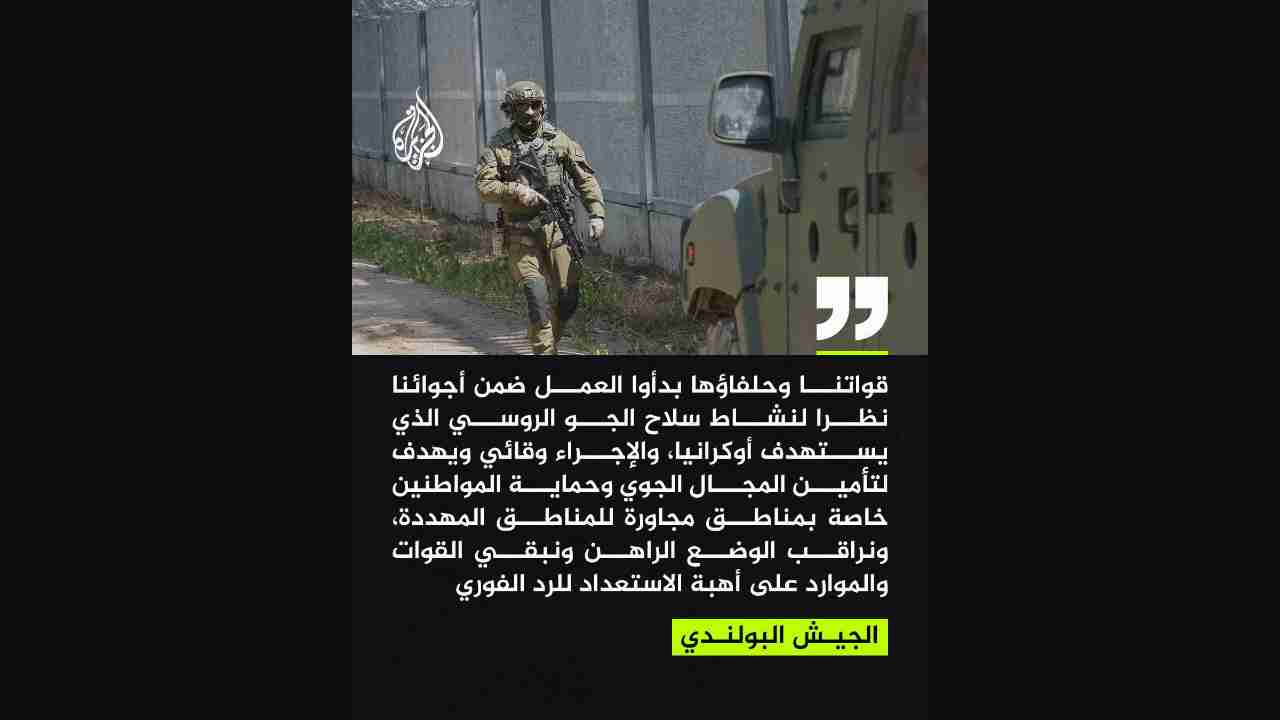 الجزيرة
قواتنا وحلفاؤها بدأوا العمل ضمن أجوائنا
نظرا لنشاط سلاح الجو الروسي الذي
يستهدف أوكرانيا، والإجراء وقائي ويهدف
لتأمين المجال الجوي وحماية المواطنين
خاصة بمناطق مجاورة للمناطق المهددة،
ونراقب الوضع الراهن ونبقي القوات
والموارد على أهبة الاستعداد للرد الفوري
الجيش البولندي